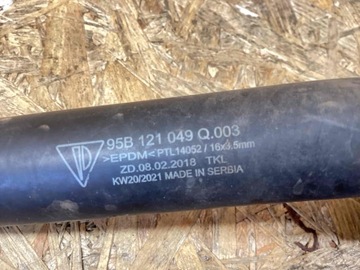 95B 121 049 Q.003
>EPDM< PTL14052 / 16x3.5mm
ZD.08.02.2018 TKL
KW20/2021 MADE IN SERBIA